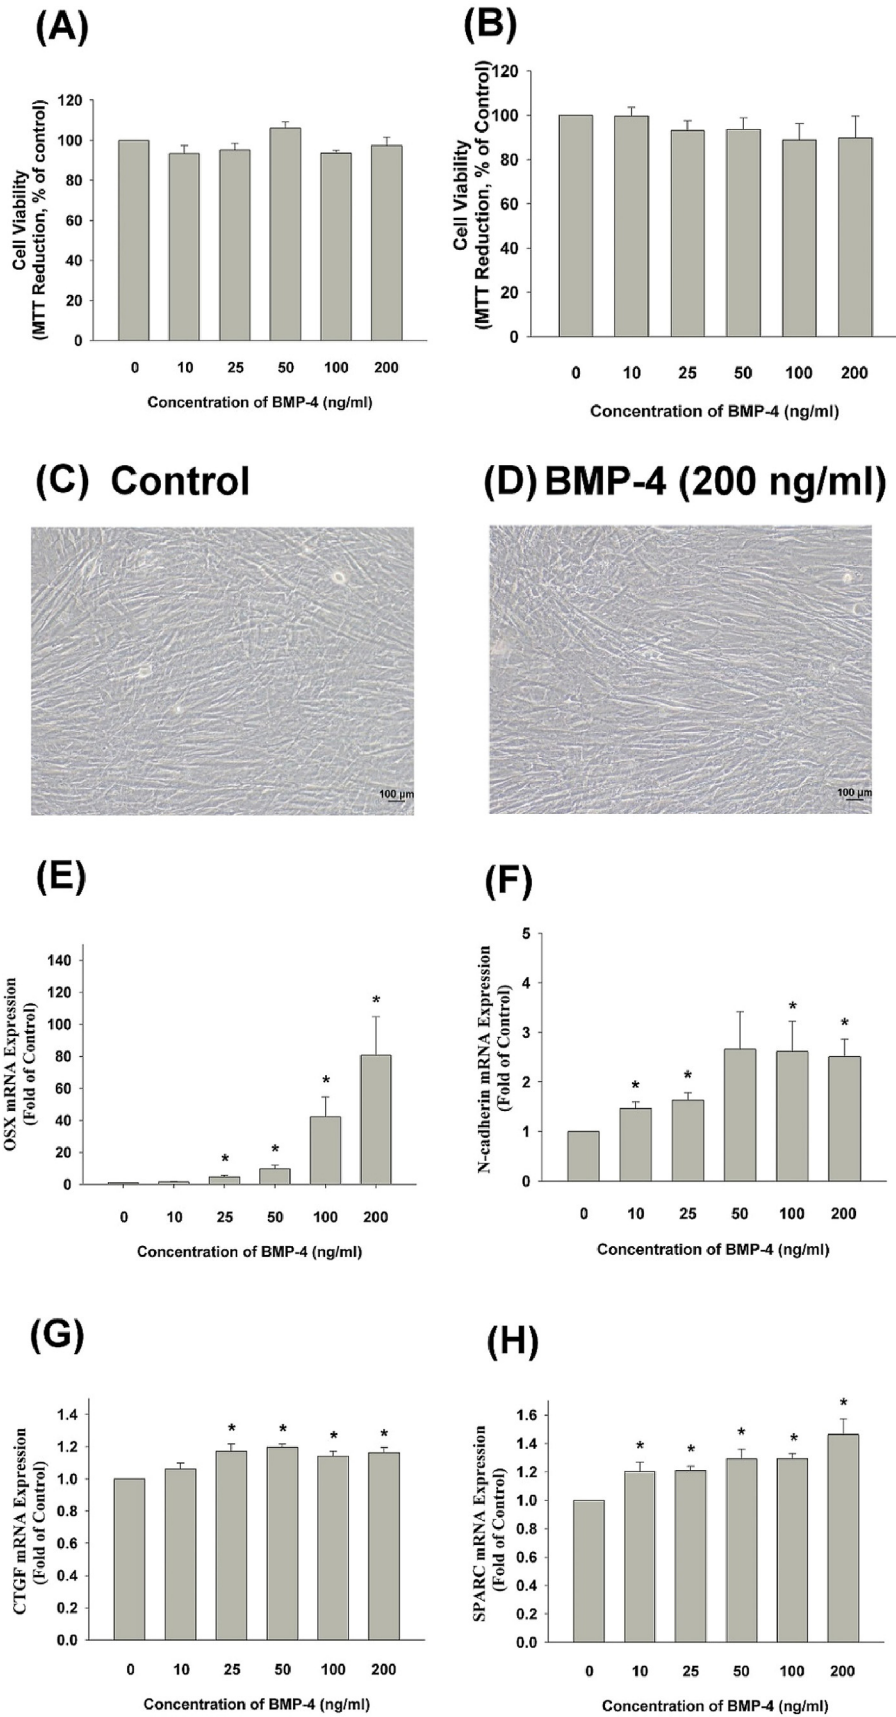 (A)
Cell Viability
(MTT Reduction, % of control)
120
100
80
60
40
20
0
0 10 25 50 100 200
Concentration of BMP-4 (ng/ml)
(B)
Cell Viability
(MTT Reduction, % of Control)
120
100
80
60
40
20
0
0 10 25 50 100 200
Concentration of BMP-4 (ng/ml)
(C) Control
100 µm
(D) BMP-4 (200 ng/ml)
100 µm
(E)
OSX mRNA Expression
(Fold of Control)
140
120
100
80
60
40
20
0
* * * *
0 10 25 50 100 200
Concentration of BMP-4 (ng/ml)
(F)
N-cadherin mRNA Expression
(Fold of Control)
5
4
3
2
1
0
* * * *
0 10 25 50 100 200
Concentration of BMP-4 (ng/ml)
(G)
CTGF mRNA Expression
(Fold of Control)
1.4
1.2
1.0
0.8
0.6
0.4
0.2
0.0
* * * *
0 10 25 50 100 200
Concentration of BMP-4 (ng/ml)
(H)
SPARC mRNA Expression
(Fold of Control)
1.6
1.4
1.2
1.0
0.8
0.6
0.4
0.2
0.0
* * * * *
0 10 25 50 100 200
Concentration of BMP-4 (ng/ml)